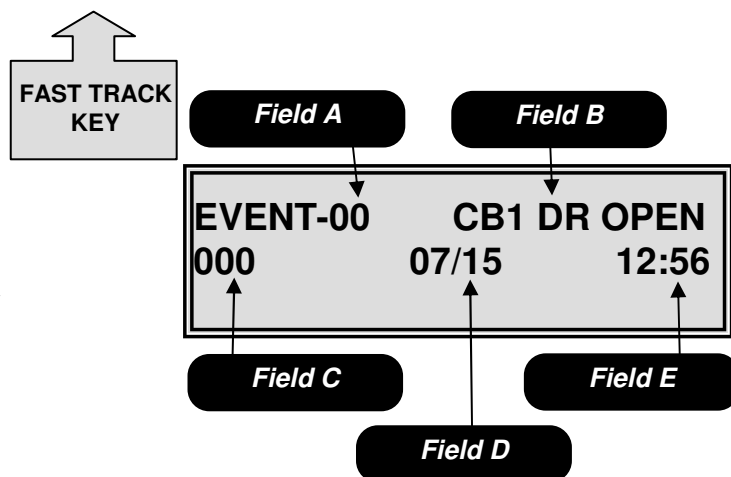 FAST TRACK
KEY
Field A
Field B
EVENT-00 CB1 DR OPEN
000 07/15 12:56
Field C
Field E
Field D